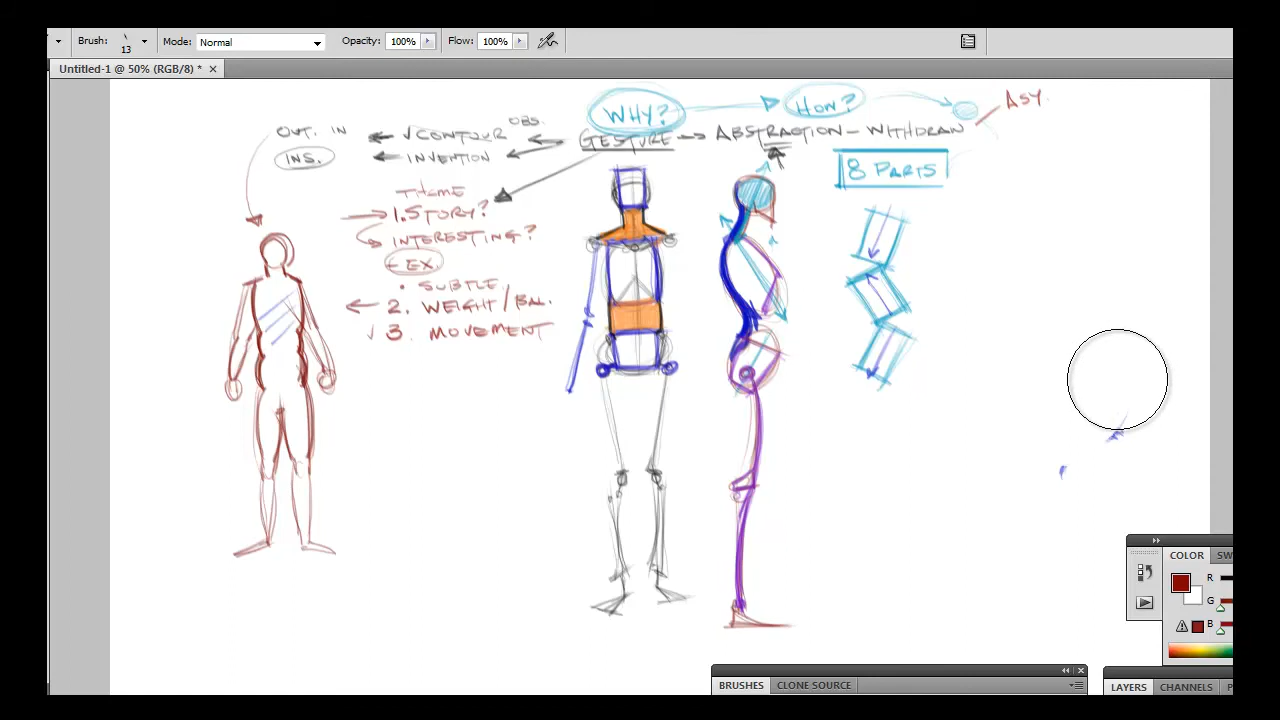 Brush: 13 Mode: Normal Opacity: 100% Flow: 100%
Untitled-1 @ 50% (RGB/8) *
WHY? HOW? ASY.
OUT. IN √CONTOUR OBS. GESTURE ABSTRACTION - WITHDRAW
INS. INVENTION
8 PARTS
THEME
1. STORY?
INTERESTING?
- EX
• SUBTLE
2. WEIGHT/BAL.
√ 3. MOVEMENT
COLOR SW
R
G
B
BRUSHES CLONE SOURCE
LAYERS CHANNELS P